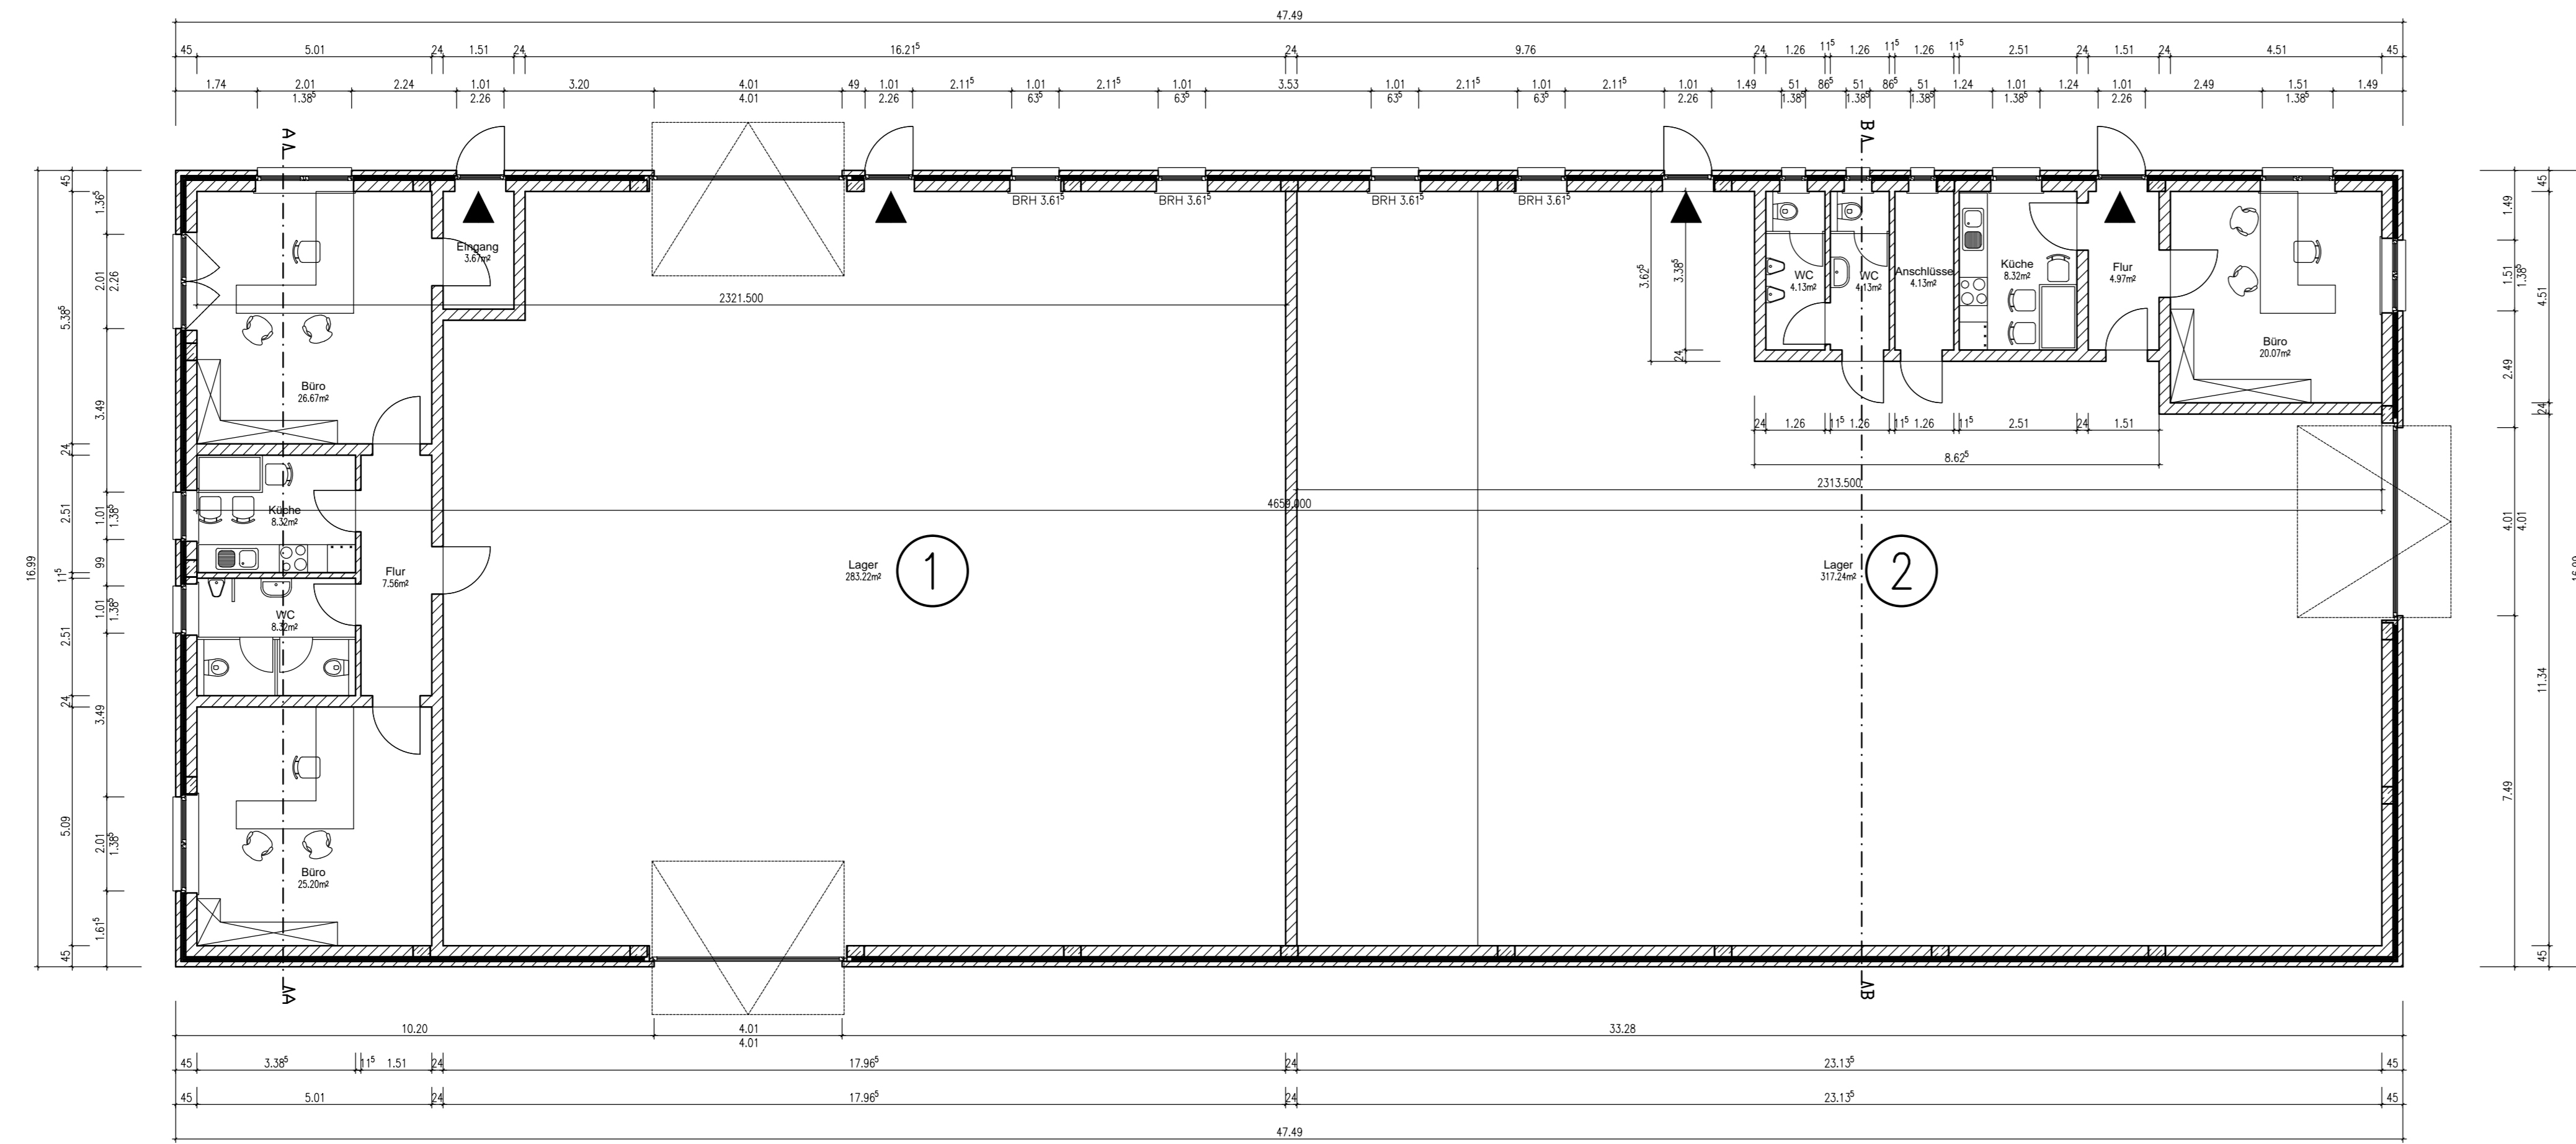 47.49
45 5.01 24 1.51 24 16.21⁵ 24 9.76 24 1.26 11⁵ 1.26 11⁵ 1.26 11⁵ 2.51 24 1.51 24 4.51 45
1.74 2.01 2.24 1.01 3.20 4.01 49 1.01 2.11⁵ 1.01 2.11⁵ 1.01 3.53 1.01 2.11⁵ 1.01 2.11⁵ 1.01 1.49 51 86⁵ 51 86⁵ 51 1.24 1.01 1.24 1.01 2.49 1.51 1.49
1.38⁵ 2.26 4.01 2.26 63⁵ 63⁵ 63⁵ 63⁵ 2.26 1.38⁵ 1.38⁵ 1.38⁵ 1.38⁵ 2.26 1.38⁵
A A
B A
BRH 3.61⁵ BRH 3.61⁵ BRH 3.61⁵ BRH 3.61⁵
Eingang
3.67m²
2321.500
3.62⁵
3.38⁵
24
WC
4.13m²
WC
4.13m²
Anschlüsse
4.13m²
Küche
8.32m²
Flur
4.97m²
Büro
20.07m²
Büro
26.67m²
24 1.26 11⁵ 1.26 11⁵ 1.26 11⁵ 2.51 24 1.51
8.62⁵
2313.500
4659.000
Küche
8.32m²
Flur
7.56m²
WC
8.32m²
Lager
283.22m²
1
Lager
317.24m²
2
Büro
25.20m²
16.99
45
5.38⁵
24
2.51
11⁵
2.51
24
5.09
45
1.36⁵
2.01
2.26
3.49
1.01
1.38⁵
99
1.01
1.38⁵
3.49
2.01
1.38⁵
1.61⁵
1.49
1.51
1.38⁵
2.49
4.01
4.01
7.49
45
4.51
24
11.34
45
16.99
A A
A B
10.20 4.01 33.28
4.01
45 3.38⁵ 11⁵ 1.51 24 17.96⁵ 24 23.13⁵ 45
45 5.01 24 17.96⁵ 24 23.13⁵ 45
47.49